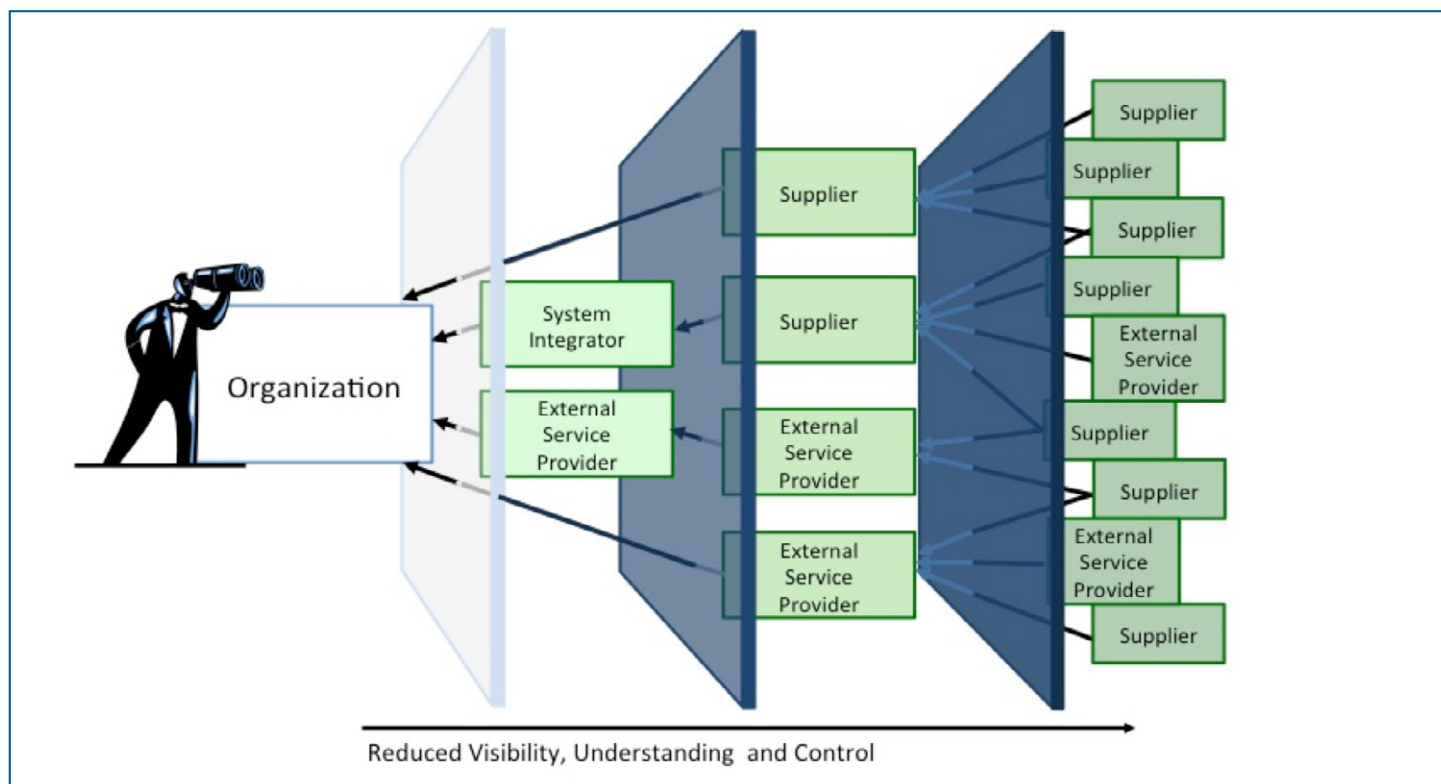 Organization
System
Integrator
External
Service
Provider
Supplier
Supplier
External
Service
Provider
External
Service
Provider
Supplier
Supplier
Supplier
Supplier
External
Service
Provider
Supplier
Supplier
External
Service
Provider
Supplier
Reduced Visibility, Understanding and Control